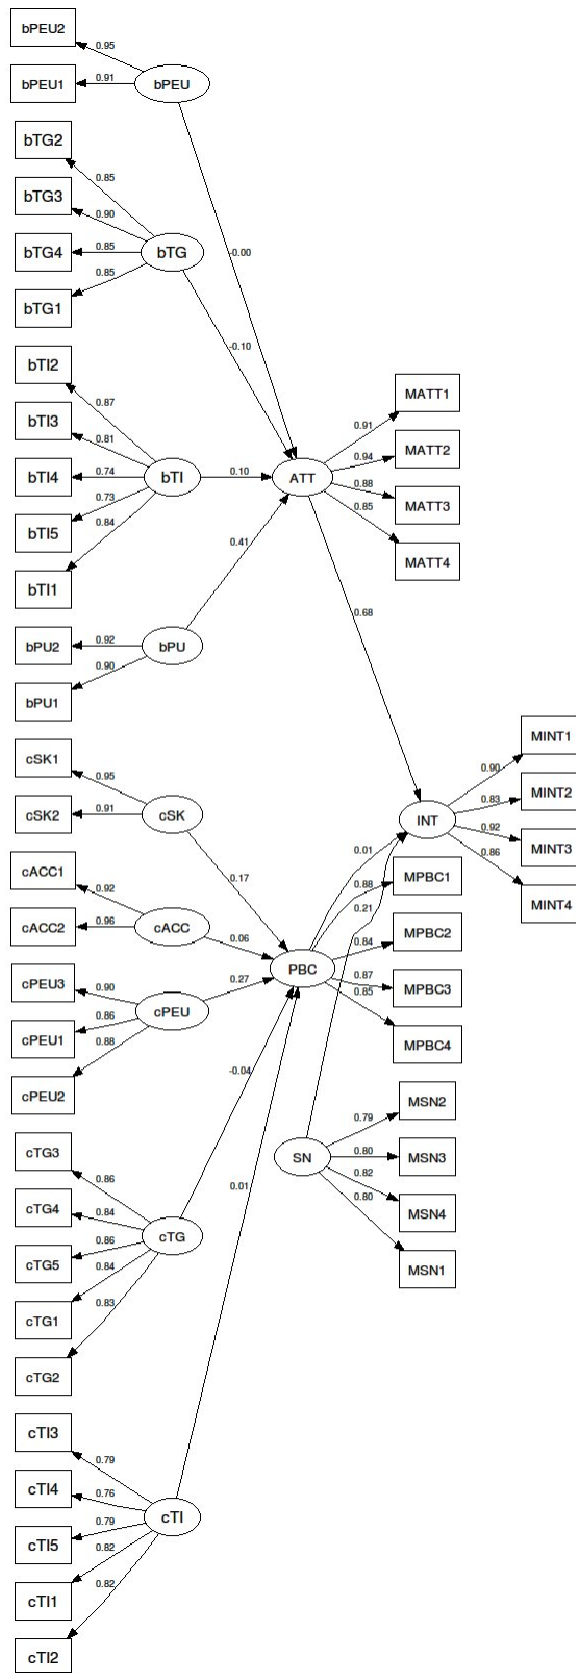 bPEU2
0.95
bPEU1
0.91
bPEU
bTG2
0.85
bTG3
0.90
bTG4
0.85
bTG
-0.00
0.85
bTG1
-0.10
bTI2
0.87
MATT1
bTI3
0.91
0.81
MATT2
0.94
bTI4
0.74
bTI
0.10
ATT
0.88
MATT3
0.73
0.85
bTI5
0.84
0.41
MATT4
bTI1
0.68
bPU2
0.92
bPU
0.90
bPU1
MINT1
cSK1
0.90
0.95
MINT2
0.83
cSK2
0.91
cSK
INT
0.92
MINT3
0.01
0.86
cACC1
0.17
0.88
MPBC1
0.92
MINT4
0.21
cACC2
0.96
cACC
0.06
MPBC2
0.84
PBC
cPEU3
0.90
0.27
0.87
MPBC3
0.85
cPEU
0.86
cPEU1
0.88
MPBC4
-0.04
cPEU2
MSN2
0.79
cTG3
0.80
MSN3
SN
0.86
0.82
0.01
0.80
cTG4
0.84
MSN4
cTG
0.86
cTG5
0.84
MSN1
0.83
cTG1
cTG2
cTI3
0.79
cTI4
0.76
cTI
0.79
cTI5
0.82
0.82
cTI1
cTI2